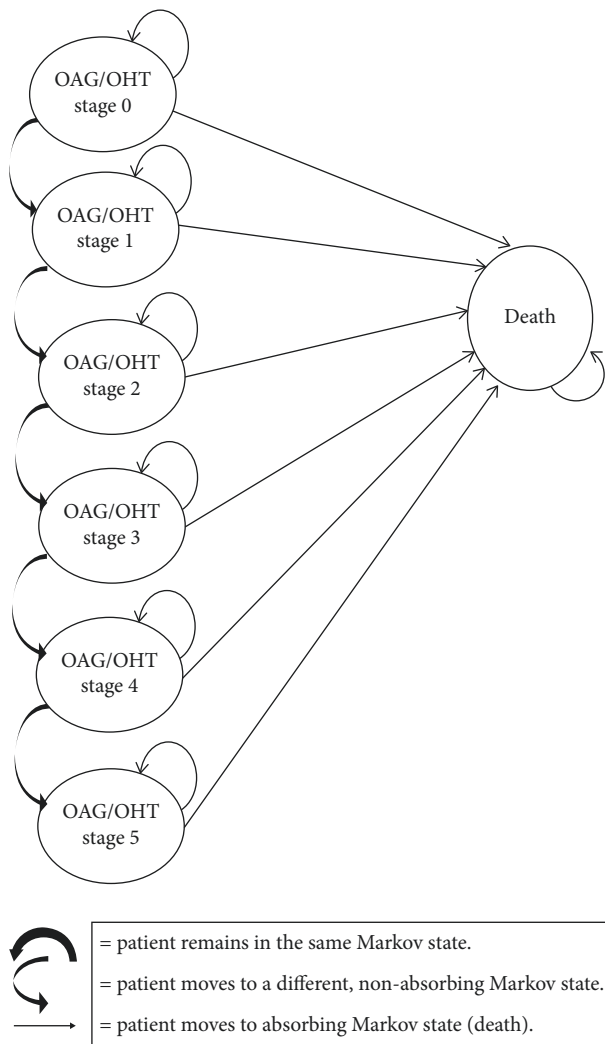 OAG/OHT
stage 0
OAG/OHT
stage 1
OAG/OHT
stage 2
Death
OAG/OHT
stage 3
OAG/OHT
stage 4
OAG/OHT
stage 5
= patient remains in the same Markov state.
= patient moves to a different, non-absorbing Markov state.
= patient moves to absorbing Markov state (death).